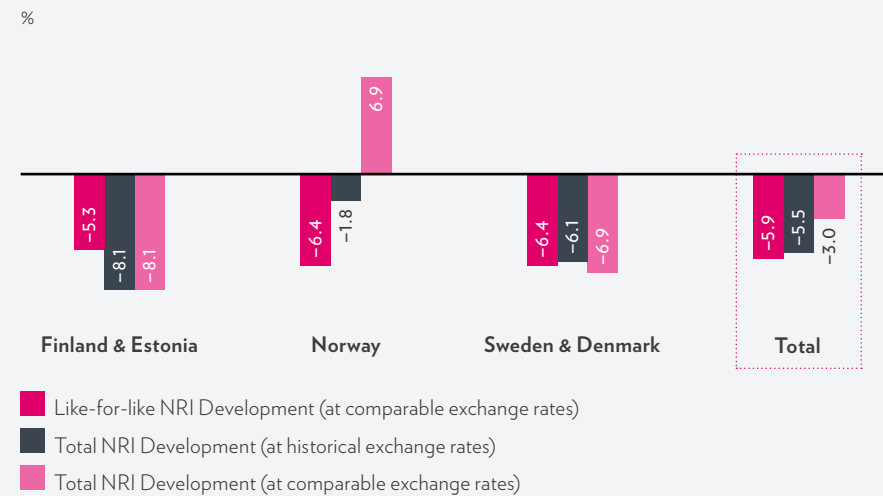 %
6.9
−5.3
−8.1
−8.1
−6.4
−1.8
−6.4
−6.1
−6.9
−5.9
−5.5
−3.0
Finland & Estonia
Norway
Sweden & Denmark
Total
Like-for-like NRI Development (at comparable exchange rates)
Total NRI Development (at historical exchange rates)
Total NRI Development (at comparable exchange rates)